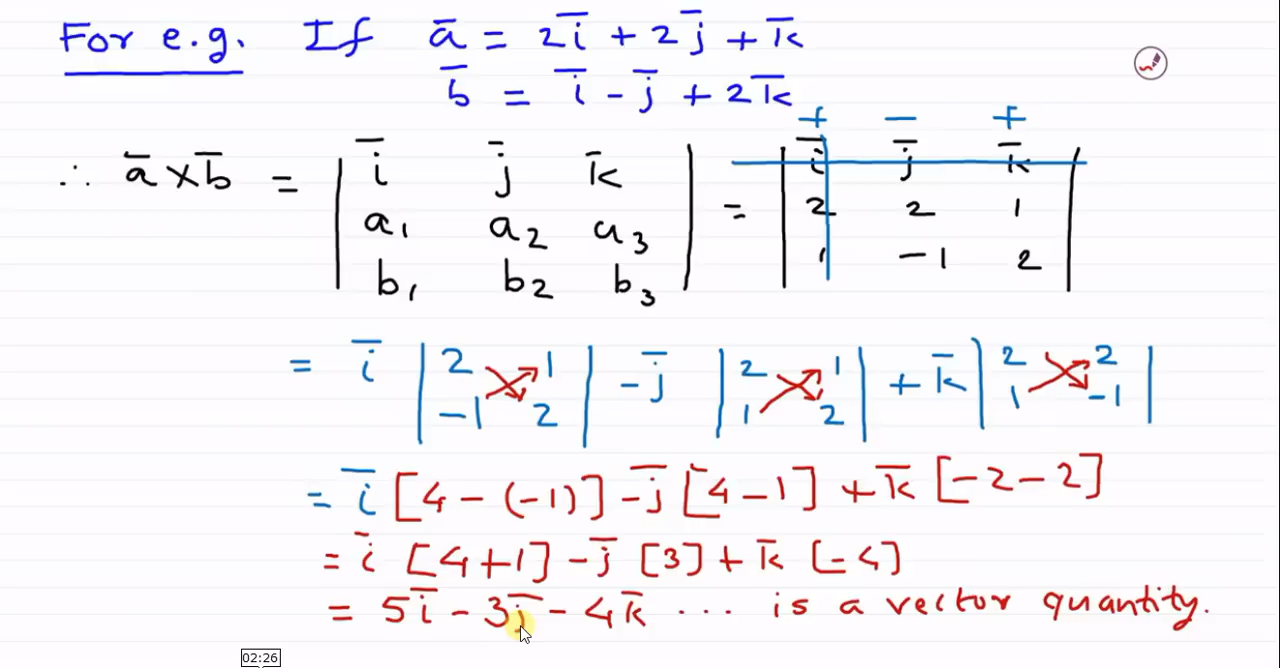 For e.g. If a̅ = 2i̅ + 2j̅ + k̅
b̅ = i̅ - j̅ + 2k̅
+ − +
∴ a̅ × b̅ = | i̅ j̅ k̅ | = | i̅ j̅ k̅ |
| a₁ a₂ a₃ | | 2 2 1 |
| b₁ b₂ b₃ | | 1 -1 2 |
= i̅ | 2 1 | - j̅ | 2 1 | + k̅ | 2 2 |
| -1 2 | | 1 2 | | 1 -1 |
= i̅ [4 - (-1)] - j̅ [4 - 1] + k̅ [-2 - 2]
= i̅ [4+1] - j̅ [3] + k̅ [-4]
= 5i̅ - 3j̅ - 4k̅ ... is a vector quantity.
02:26